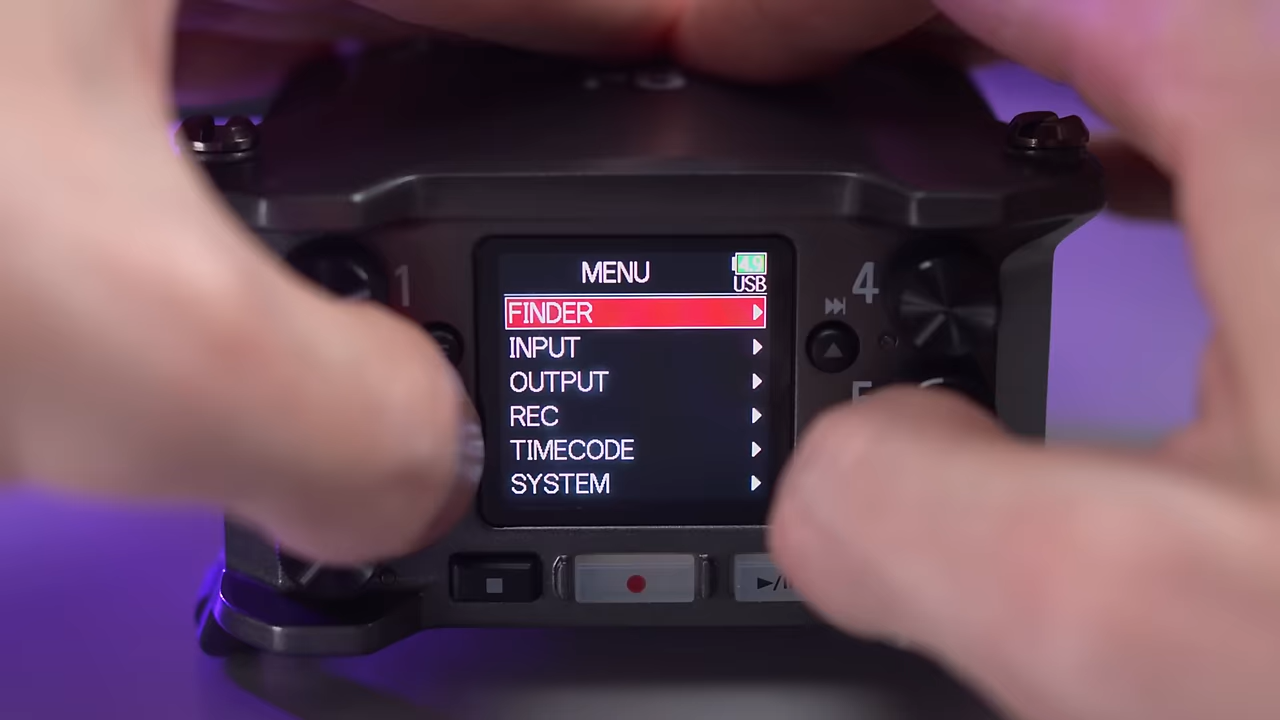 MENU
USB
FINDER
INPUT
OUTPUT
REC
TIMECODE
SYSTEM
1
4